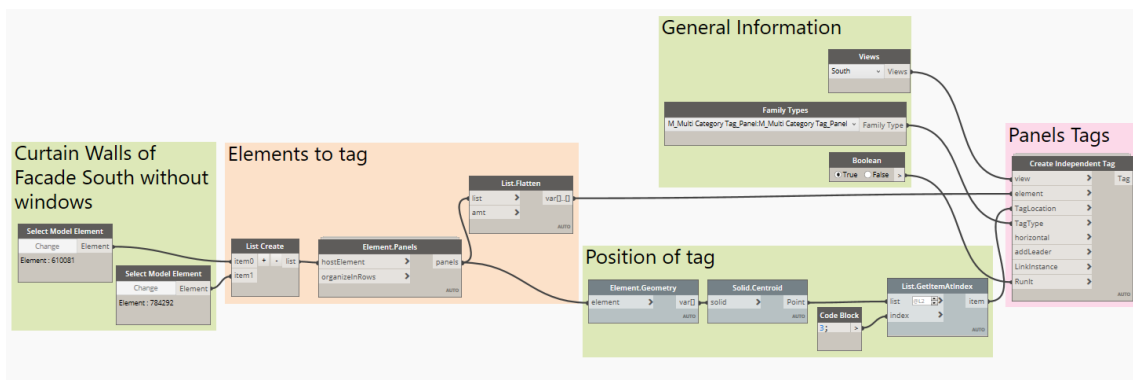 General Information
Views
South Views
Family Types
M_Multi Category Tag_Panel:M_Multi Category Tag_Panel Family Type
Boolean
True False >
Curtain Walls of
Facade South without
windows
Select Model Element
Change Element
Element : 610081
Select Model Element
Change Element
Element : 784292
Elements to tag
List Create
item0 + - list
item1
Element.Panels
hostElement > panels
organizeInRows >
AUTO
List.Flatten
list > var[]..[]
amt >
AUTO
Position of tag
Element.Geometry
element > var[]
AUTO
Solid.Centroid
solid > Point
AUTO
Code Block
3; >
List.GetItemAtIndex
list @L2 > item
index >
AUTO
Panels Tags
Create Independent Tag
view > Tag
element >
TagLocation >
TagType >
horizontal >
addLeader >
LinkInstance >
RunIt >
AUTO